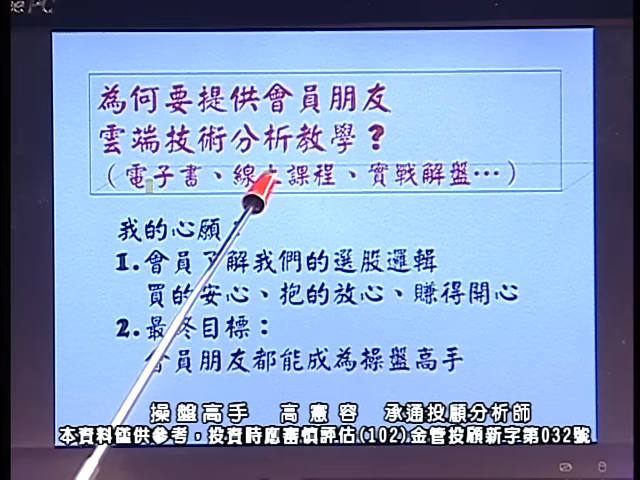 為何要提供會員朋友
雲端技術分析教學?
(電子書、線上課程、實戰解盤…)
我的心願:
1.會員了解我們的選股邏輯
買的安心、抱的放心、賺得開心
2.最終目標:
會員朋友都能成為操盤高手
操盤高手 高憲容 承通投顧分析師
本資料僅供參考,投資時應審慎評估(102)金管投顧新字第032號